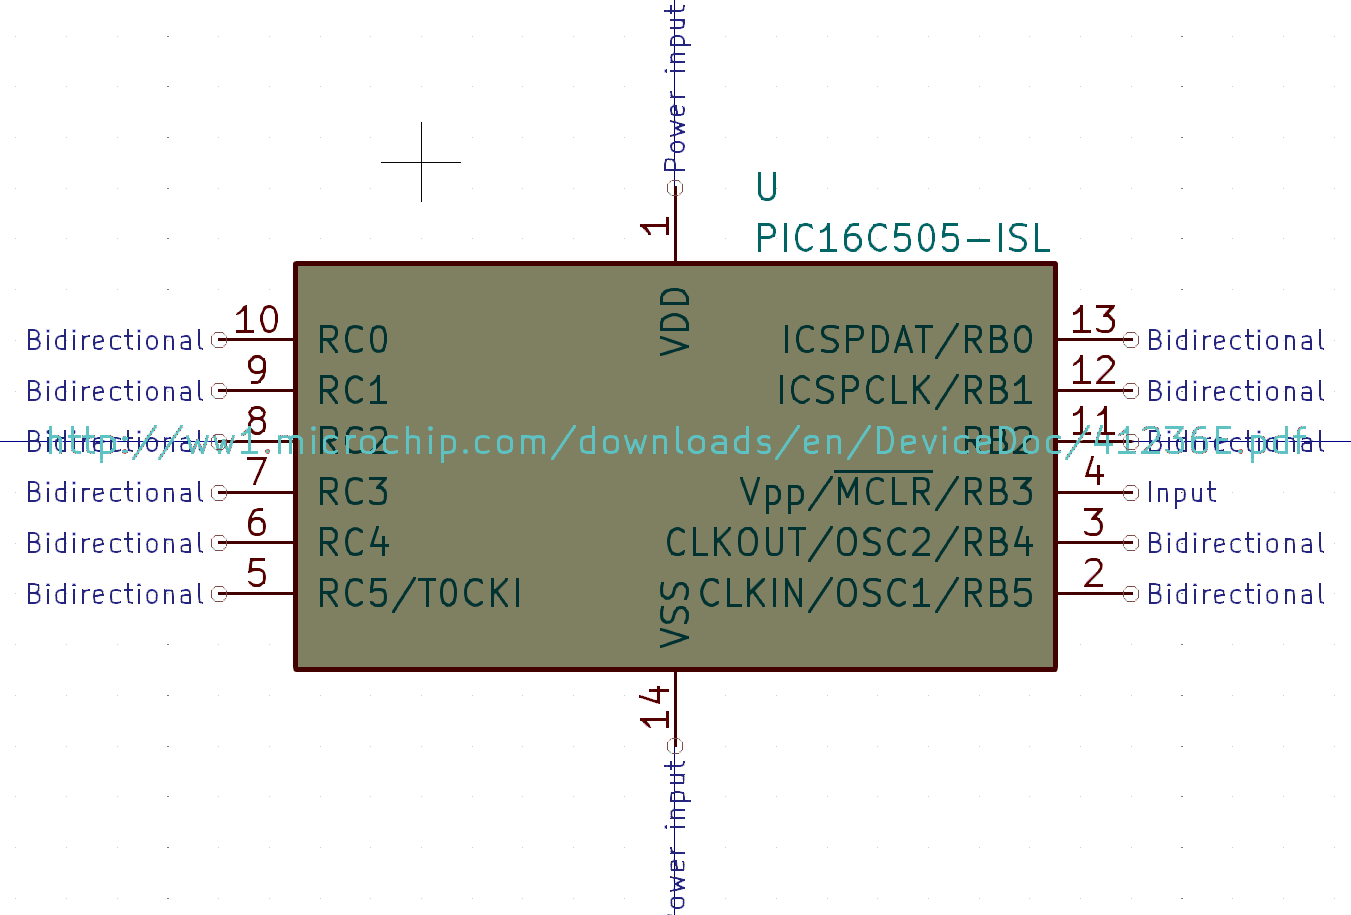 Power input
U
1
PIC16C505-ISL
VDD
10 13
Bidirectional RC0 ICSPDAT/RB0 Bidirectional
9 12
Bidirectional RC1 ICSPCLK/RB1 Bidirectional
8 11
Bidirectional RC2 RB2 Bidirectional
http://ww1.microchip.com/downloads/en/DeviceDoc/41236E.pdf
7 4
Bidirectional RC3 Vpp/MCLR/RB3 Input
6 3
Bidirectional RC4 CLKOUT/OSC2/RB4 Bidirectional
5 2
Bidirectional RC5/T0CKI CLKIN/OSC1/RB5 Bidirectional
VSS
14
Power input